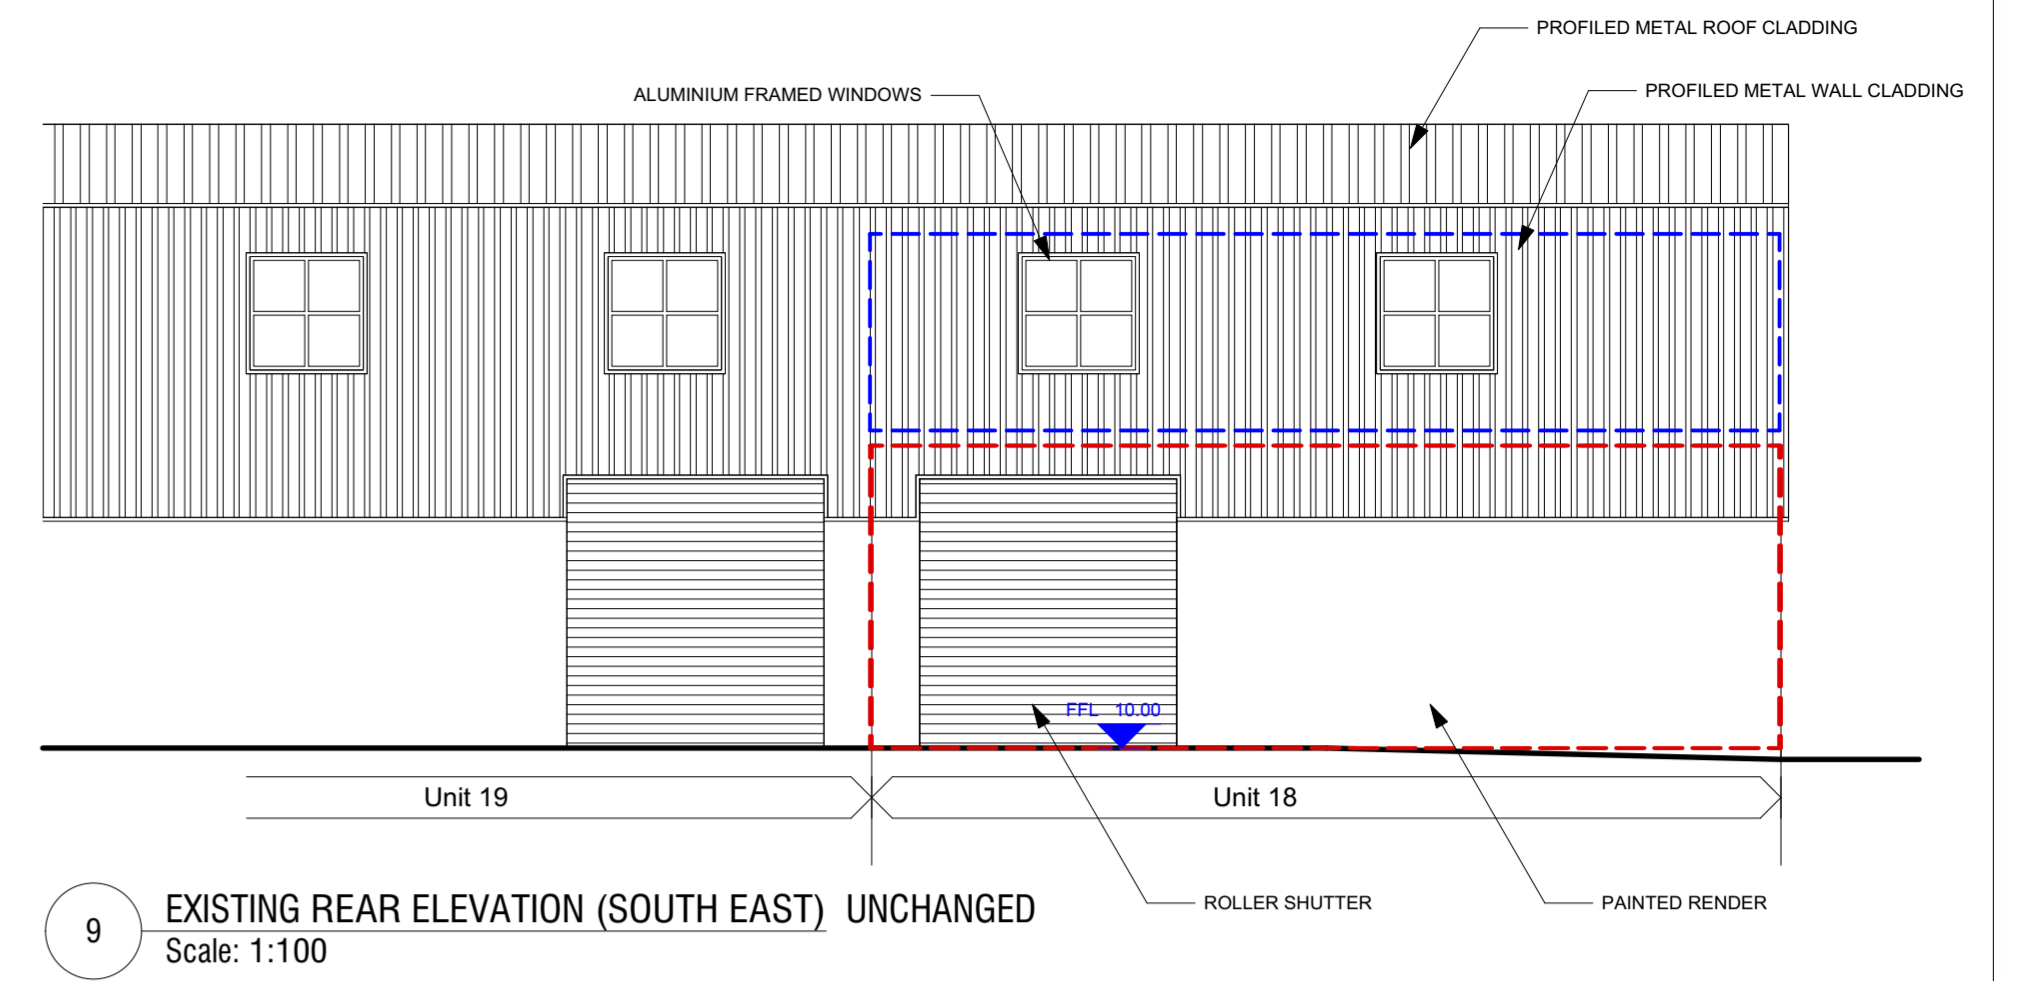 PROFILED METAL ROOF CLADDING
ALUMINIUM FRAMED WINDOWS
PROFILED METAL WALL CLADDING
FFL 10.00
Unit 19
Unit 18
ROLLER SHUTTER
PAINTED RENDER
9
EXISTING REAR ELEVATION (SOUTH EAST) UNCHANGED
Scale: 1:100